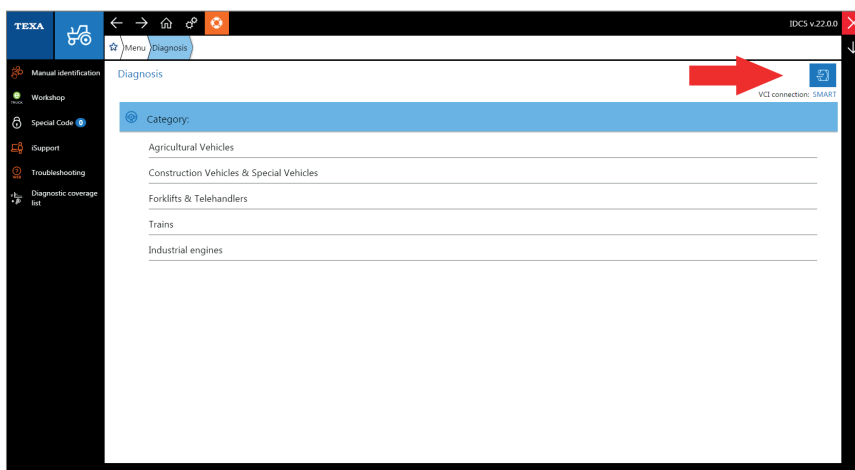 TEXA
IDC5 v.22.0.0
Menu
Diagnosis
Manual identification
Workshop
TRUCK
Special Code 0
iSupport
Troubleshooting
Diagnostic coverage
list
Diagnosis
VCI connection: SMART
Category:
Agricultural Vehicles
Construction Vehicles & Special Vehicles
Forklifts & Telehandlers
Trains
Industrial engines